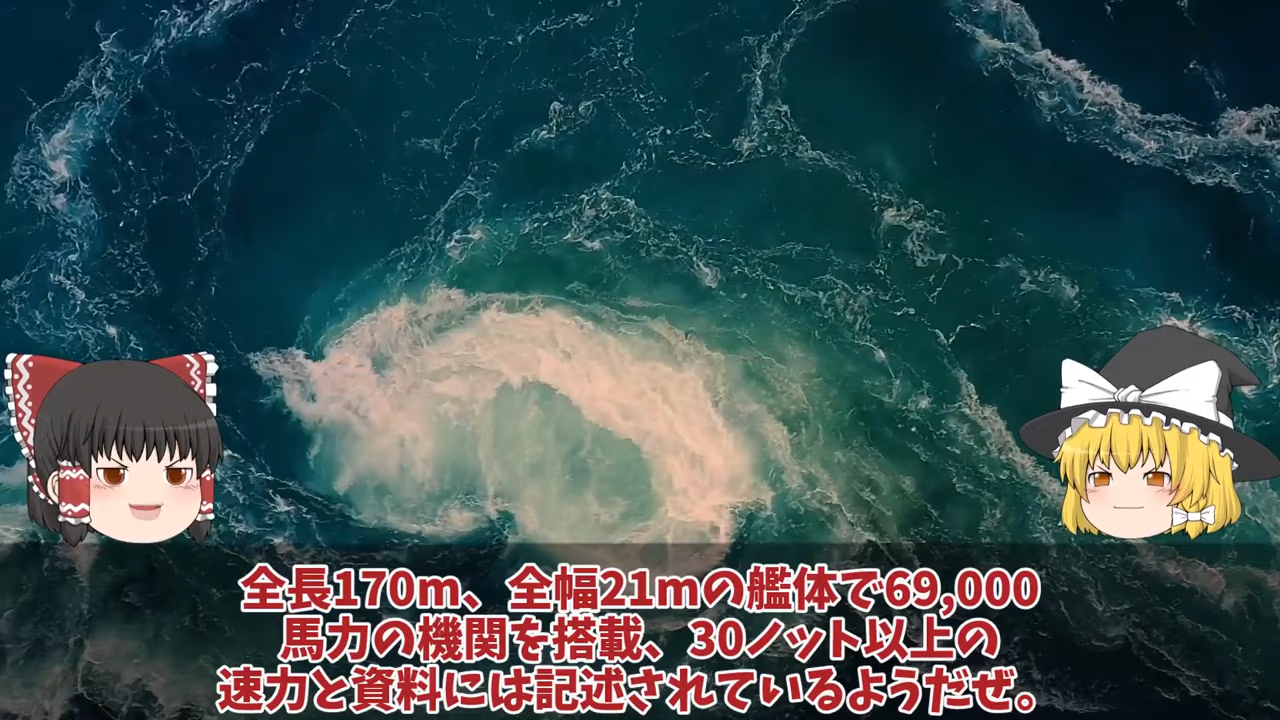 全長170m、全幅21mの艦体で69,000
馬力の機関を搭載、30ノット以上の
速力と資料には記述されているようだぜ。